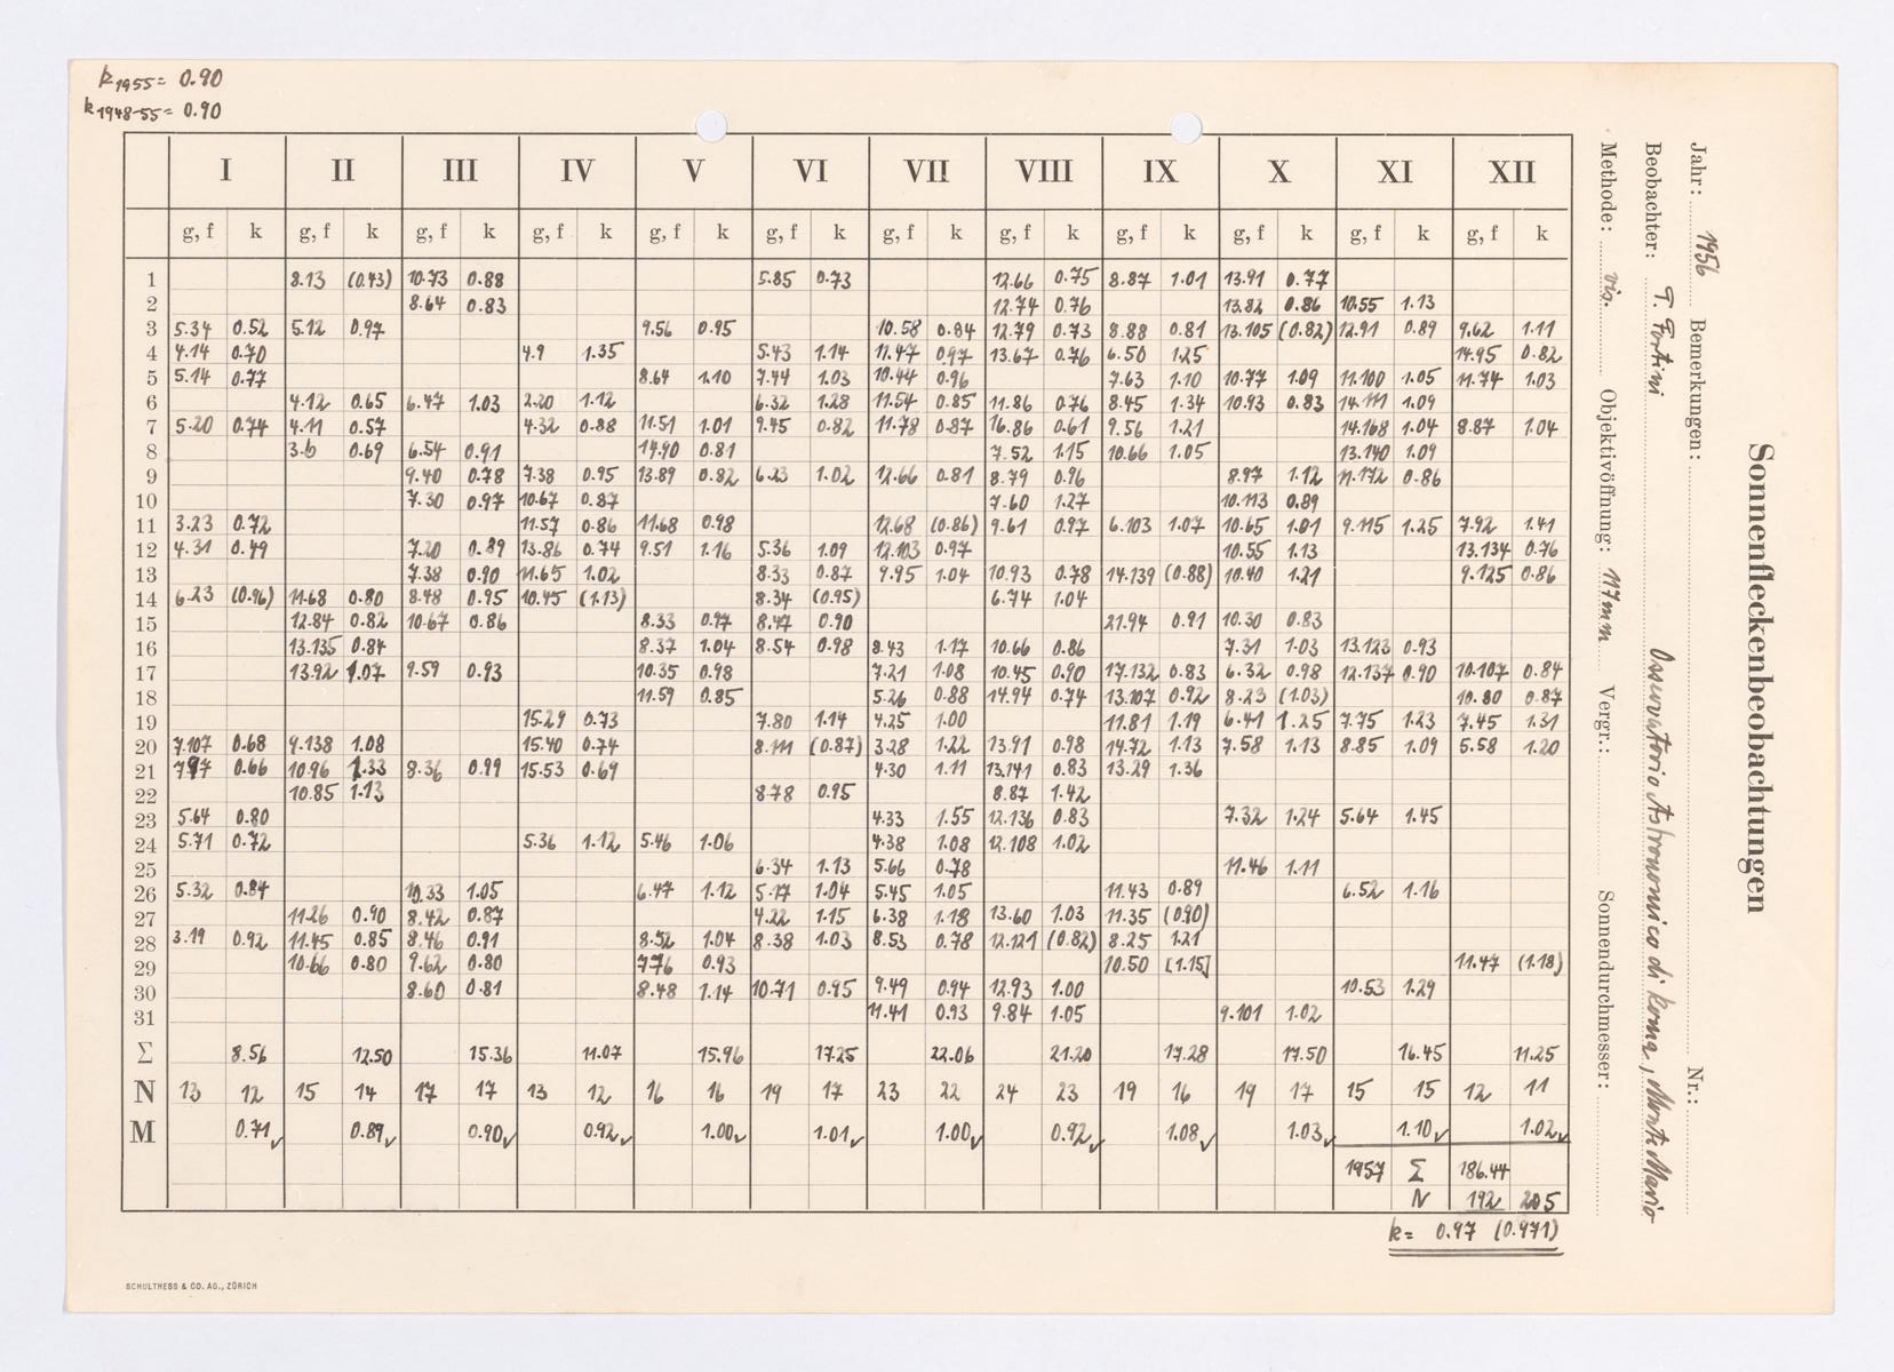 k1955= 0.90
k1948-55= 0.90
I II III IV V VI VII VIII IX X XI XII
g, f k g, f k g, f k g, f k g, f k g, f k g, f k g, f k g, f k g, f k g, f k g, f k
1 8.13 (0.43) 10.73 0.88 5.85 0.73 12.66 0.75 8.87 1.01 13.91 0.77
2 8.64 0.83 12.74 0.76 13.82 0.86 10.55 1.13
3 5.34 0.52 5.12 0.97 9.56 0.95 10.58 0.84 12.79 0.73 8.88 0.81 13.105 (0.82) 12.91 0.89 9.62 1.11
4 4.14 0.70 4.9 1.35 5.43 1.14 11.47 0.97 13.67 0.76 6.50 1.25 14.95 0.82
5 5.14 0.77 8.64 1.10 7.44 1.03 10.44 0.96 7.63 1.10 10.77 1.09 11.100 1.05 11.74 1.03
6 4.12 0.65 6.47 1.03 2.20 1.12 6.32 1.28 11.54 0.85 11.86 0.76 8.45 1.34 10.93 0.83 14.111 1.09
7 5.20 0.74 4.11 0.57 4.32 0.88 11.51 1.01 9.45 0.82 11.78 0.87 16.86 0.61 9.56 1.21 14.168 1.04 8.87 1.04
8 3.6 0.69 6.54 0.91 14.90 0.81 7.52 1.15 10.66 1.05 13.140 1.09
9 9.40 0.78 7.38 0.95 13.89 0.82 6.23 1.02 12.66 0.81 8.79 0.96 8.97 1.12 11.172 0.86
10 7.30 0.97 10.67 0.87 7.60 1.27 10.113 0.89
11 3.23 0.72 11.57 0.86 11.68 0.98 12.68 (0.86) 9.61 0.97 6.103 1.07 10.65 1.01 9.115 1.25 7.92 1.41
12 4.31 0.49 7.20 0.89 13.86 0.74 9.51 1.16 5.36 1.09 12.103 0.97 10.55 1.13 13.134 0.76
13 7.38 0.90 11.65 1.02 8.33 0.87 9.95 1.04 10.93 0.78 14.139 (0.88) 10.40 1.21 9.125 0.86
14 6.23 (0.96) 11.68 0.80 8.48 0.95 10.45 (1.13) 8.34 (0.95) 6.74 1.04
15 12.84 0.82 10.67 0.86 8.33 0.97 8.47 0.90 21.94 0.91 10.30 0.83
16 13.135 0.84 8.37 1.04 8.54 0.98 8.43 1.17 10.66 0.86 7.31 1.03 13.123 0.93
17 13.92 1.07 9.59 0.93 10.35 0.98 7.21 1.08 10.45 0.90 17.132 0.83 6.32 0.98 12.137 0.90 10.107 0.84
18 11.59 0.85 5.26 0.88 14.94 0.74 13.107 0.92 8.23 (1.03) 10.80 0.87
19 15.29 0.73 7.80 1.14 4.25 1.00 11.81 1.19 6.41 1.25 7.75 1.23 7.45 1.31
20 7.107 0.68 9.138 1.08 15.40 0.74 8.111 (0.87) 3.28 1.22 13.91 0.98 14.72 1.13 7.58 1.13 8.85 1.09 5.58 1.20
21 7.97 0.66 10.96 1.33 8.36 0.99 15.53 0.69 4.30 1.11 13.141 0.83 13.29 1.36
22 10.85 1.13 8.78 0.95 8.87 1.42
23 5.64 0.80 4.33 1.55 12.136 0.83 7.32 1.24 5.64 1.45
24 5.71 0.72 5.36 1.12 5.46 1.06 4.38 1.08 12.108 1.02
25 6.34 1.13 5.66 0.78 11.46 1.11
26 5.32 0.84 10.33 1.05 6.47 1.12 5.17 1.04 5.45 1.05 11.43 0.89 6.52 1.16
27 11.26 0.90 8.42 0.87 4.22 1.15 6.38 1.18 13.60 1.03 11.35 (0.90)
28 3.19 0.92 11.45 0.85 8.46 0.91 8.52 1.04 8.38 1.03 8.53 0.78 12.121 (0.82) 8.25 1.21
29 10.66 0.80 9.62 0.80 7.76 0.93 10.50 (1.15) 11.47 (1.18)
30 8.60 0.81 8.48 1.14 10.71 0.95 9.49 0.94 12.93 1.00 10.53 1.29
31 11.41 0.93 9.84 1.05 9.101 1.02
Σ 8.56 12.50 15.36 11.07 15.96 17.25 22.06 21.20 17.28 17.50 16.45 11.25
N 13 12 15 14 17 17 13 12 16 16 19 17 23 22 24 23 19 16 19 17 15 15 12 11
M 0.71✓ 0.89✓ 0.90✓ 0.92✓ 1.00✓ 1.01✓ 1.00✓ 0.92✓ 1.08✓ 1.03✓ 1.10✓ 1.02✓
1957 Σ 186.44
N 192 205
k= 0.97 (0.971)
SCHULTHESS & CO. AG., ZÜRICH
Sonnenfleckenbeobachtungen
Jahr: 1956 Bemerkungen: Nr.:
Beobachter: T. Fortini Osservatorio Astronomico di Roma, Monte Mario
Methode: vis. Objektivöffnung: 117mm Vergr.: Sonnendurchmesser: